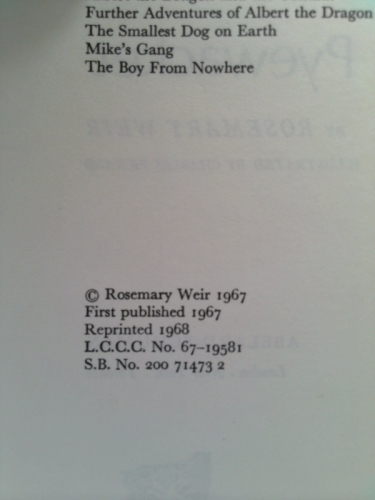 Further Adventures of Albert the Dragon
The Smallest Dog on Earth
Mike's Gang
The Boy From Nowhere
© Rosemary Weir 1967
First published 1967
Reprinted 1968
L.C.C.C. No. 67-19581
S.B. No. 200 71473 2